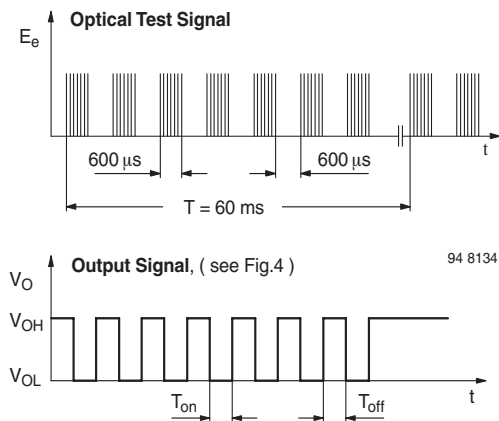 Optical Test Signal
Ee
t
600 µs
600 µs
T = 60 ms
94 8134
Output Signal, ( see Fig.4 )
VO
VOH
VOL
Ton
Toff
t